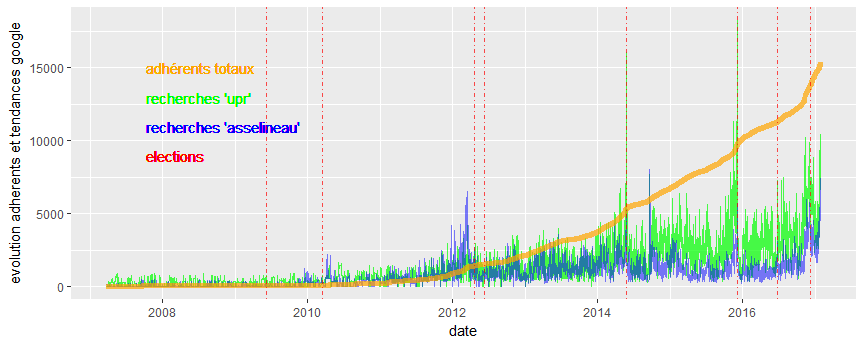 evolution adherents et tendances google
15000
10000
5000
0
adhérents totaux
recherches 'upr'
recherches 'asselineau'
elections
2008
2010
2012
2014
2016
date